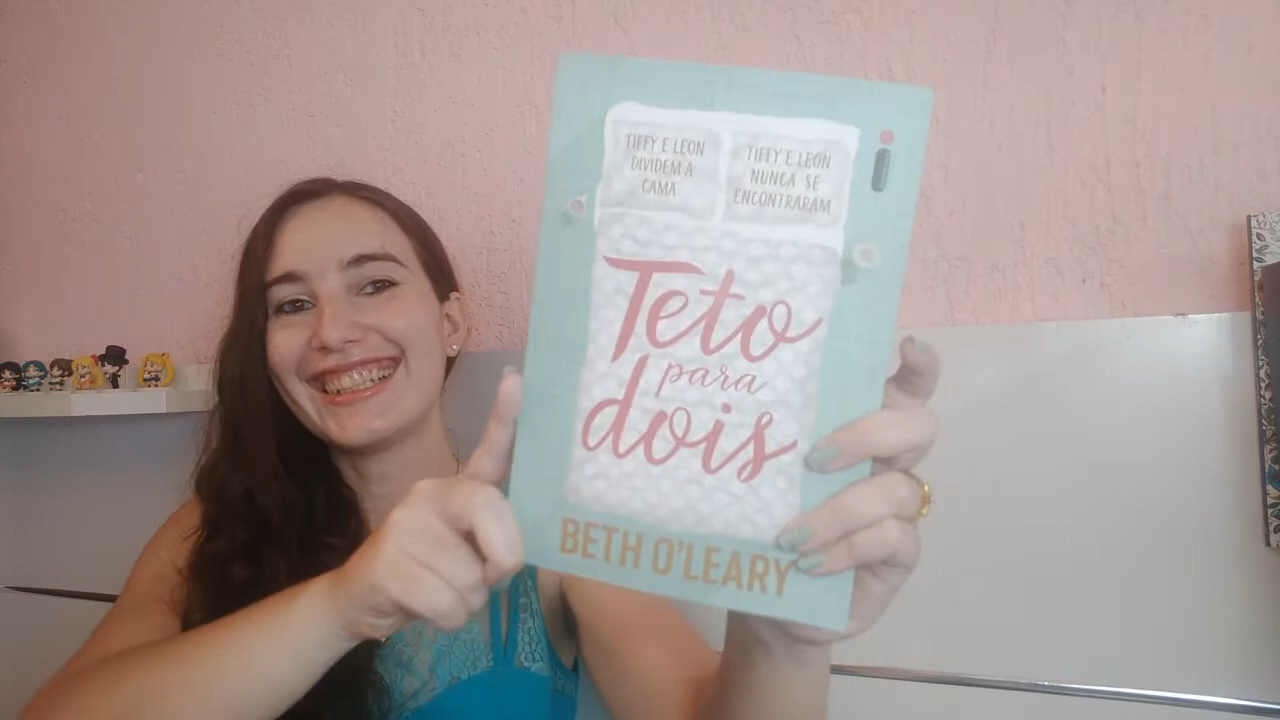 TIFFY E LEON
DIVIDEM A
CAMA
TIFFY E LEON
NUNCA SE
ENCONTRARAM
Teto
para
dois
BETH O'LEARY